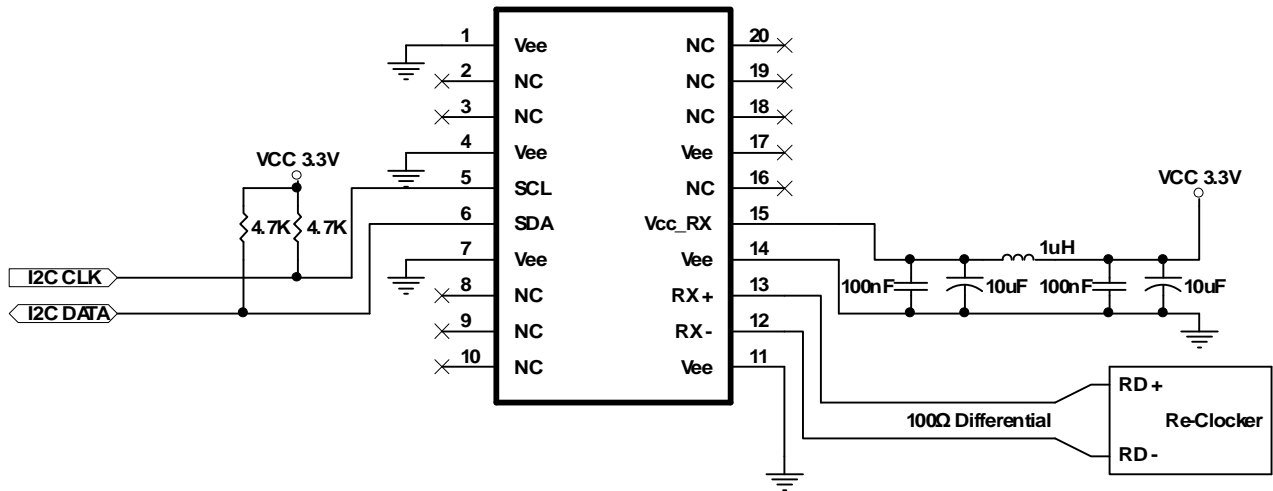 1 Vee NC 20
2 NC NC 19
3 NC NC 18
4 Vee Vee 17
VCC 3.3V
5 SCL NC 16
VCC 3.3V
4.7K 4.7K
6 SDA Vcc_RX 15
7 Vee Vee 14
1uH
I2C CLK
8 NC RX+ 13
100nF 10uF 100nF 10uF
I2C DATA
9 NC RX- 12
10 NC Vee 11
RD+
100Ω Differential
Re-Clocker
RD-